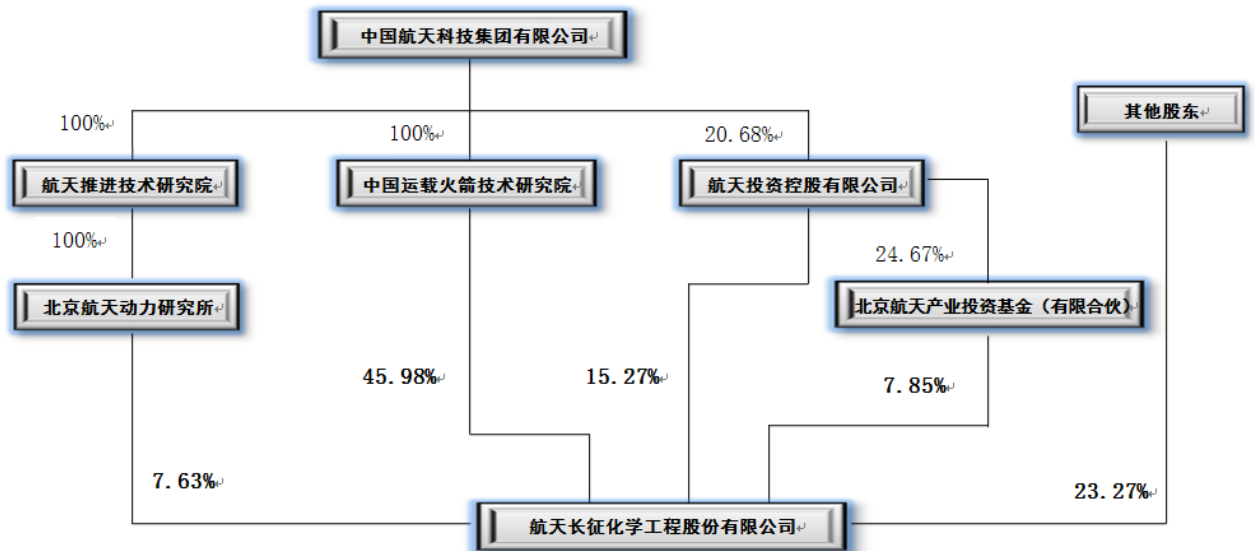 中国航天科技集团有限公司
其他股东
100%
100%
20.68%
航天推进技术研究院
中国运载火箭技术研究院
航天投资控股有限公司
100%
24.67%
北京航天动力研究所
北京航天产业投资基金（有限合伙）
45.98%
15.27%
7.85%
7.63%
23.27%
航天长征化学工程股份有限公司